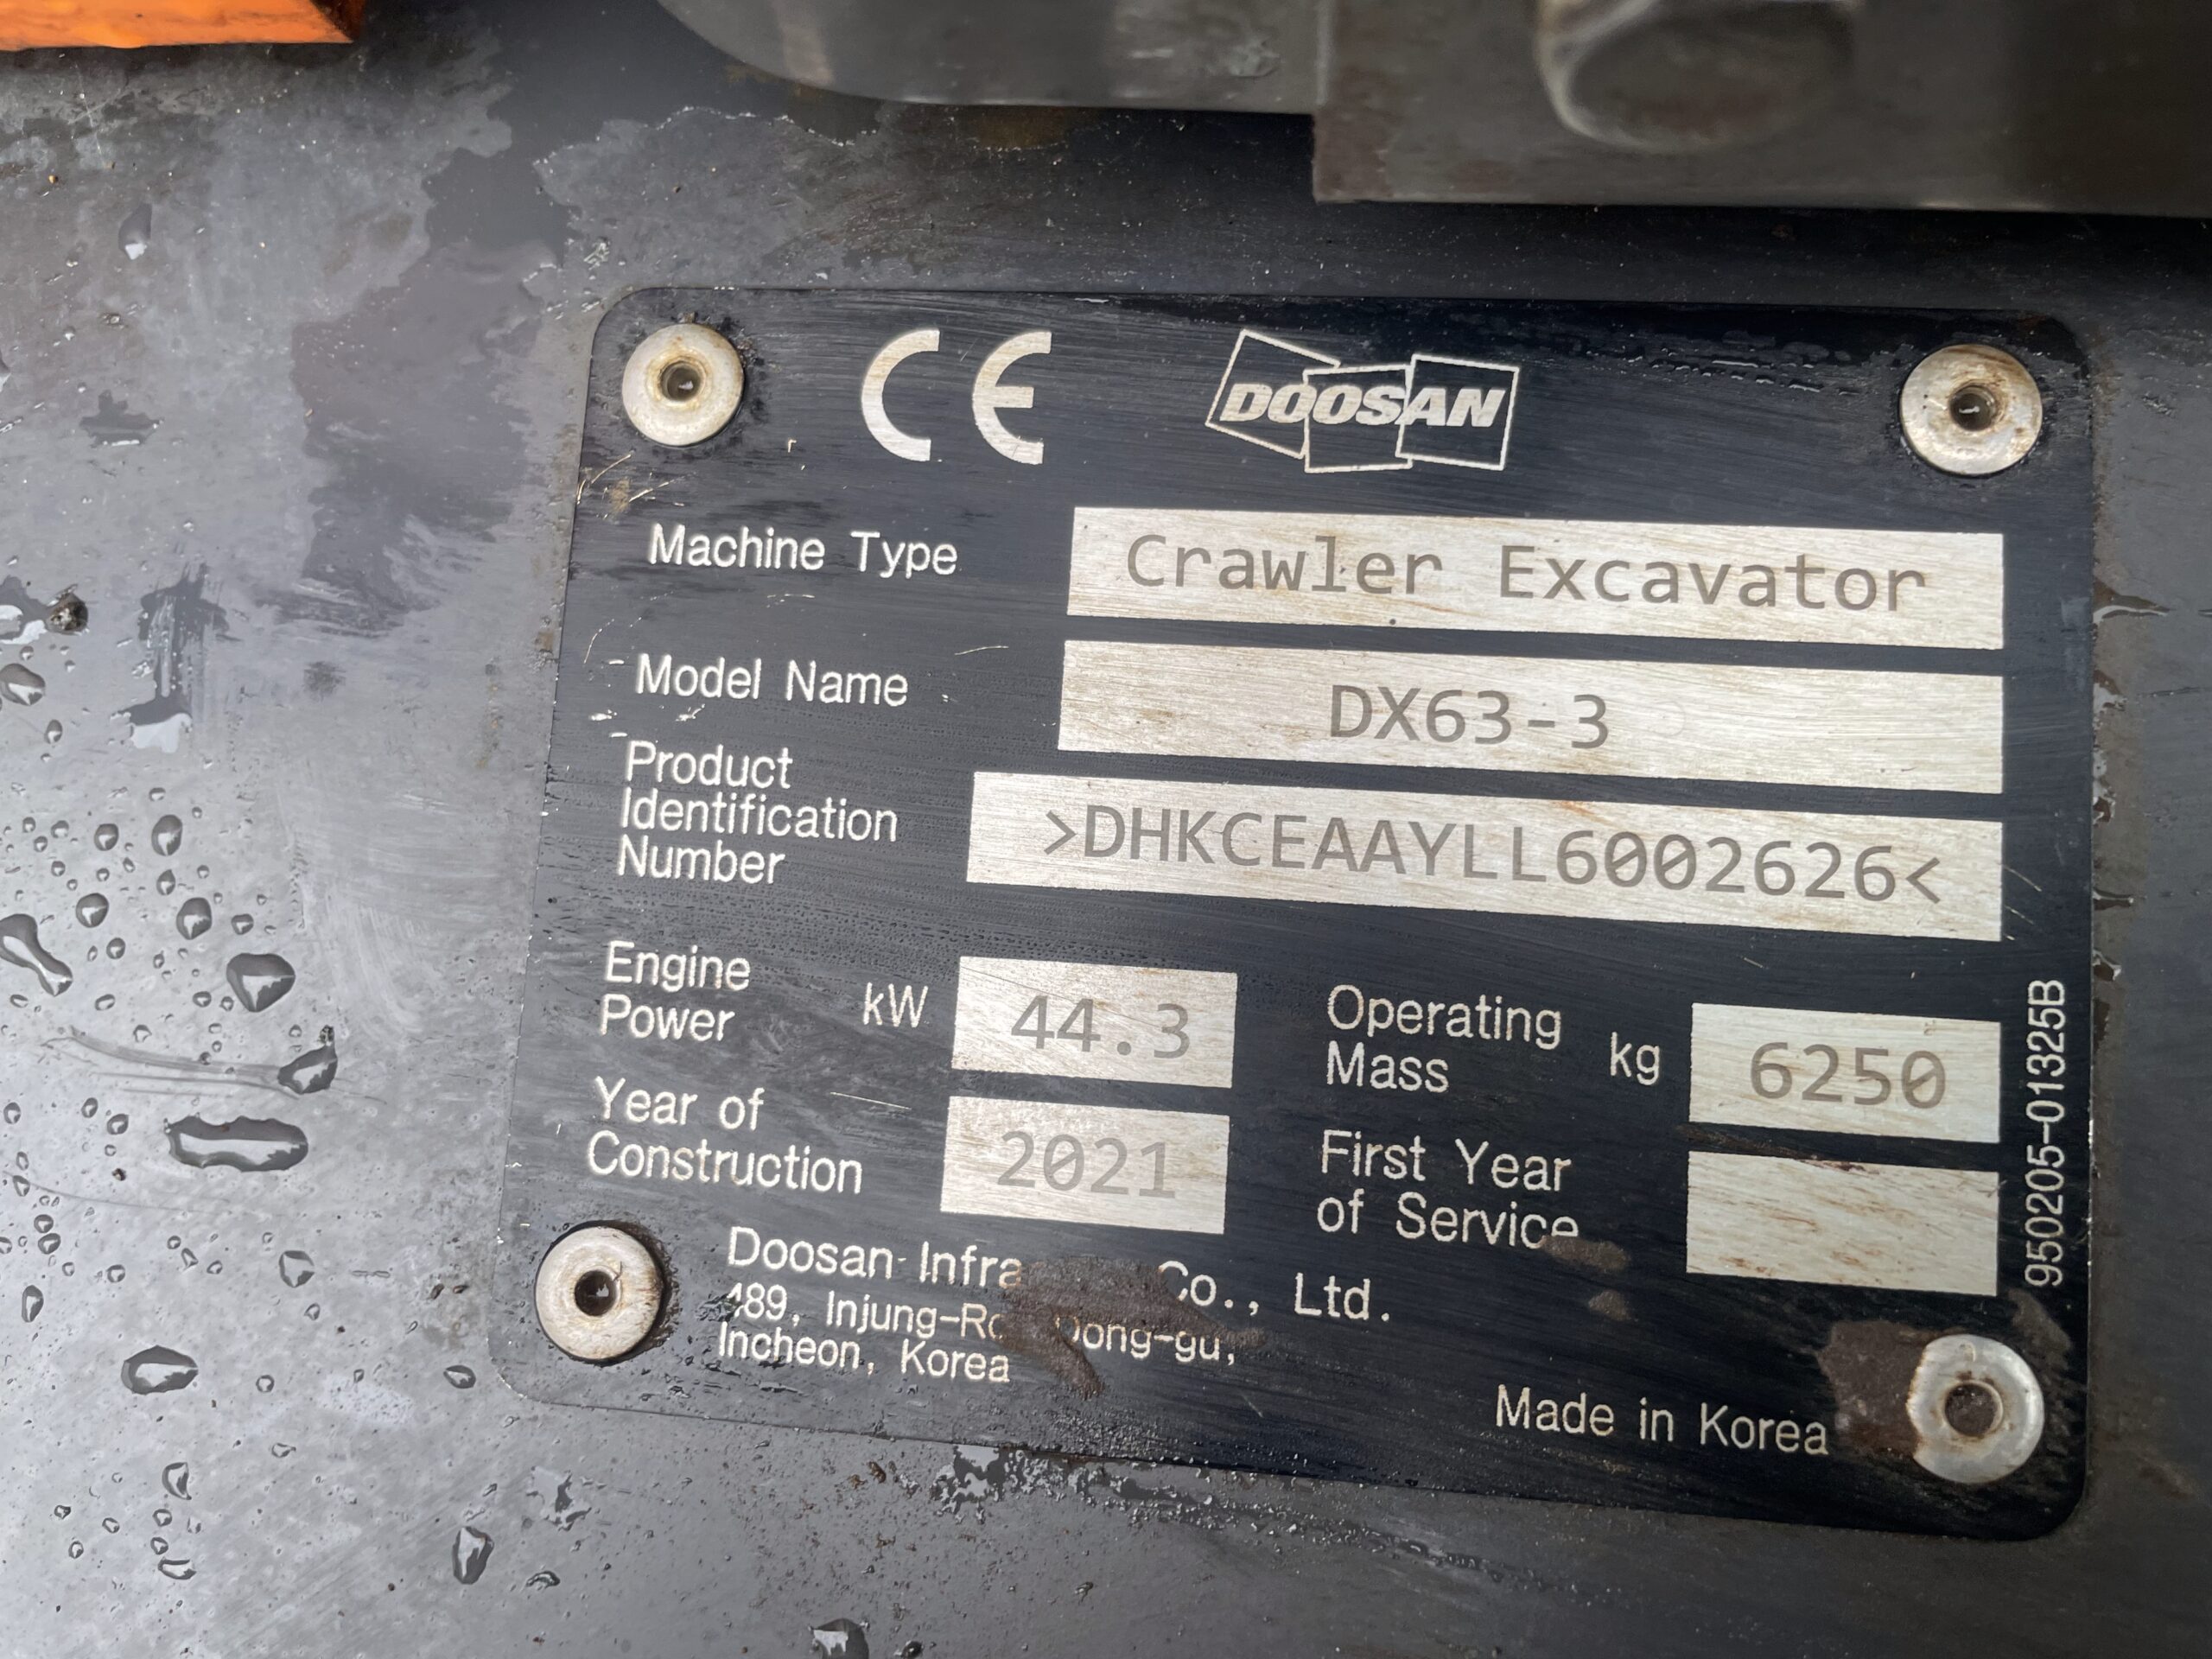 CE DOOSAN
Machine Type Crawler Excavator
Model Name DX63-3
Product
Identification
Number >DHKCEAAYLL6002626<
Engine
Power kW 44.3
Operating
Mass kg 6250
Year of
Construction 2021
First Year
of Service
Doosan Co., Ltd.
489, Incheon, Korea
Made in Korea
950205-01325B